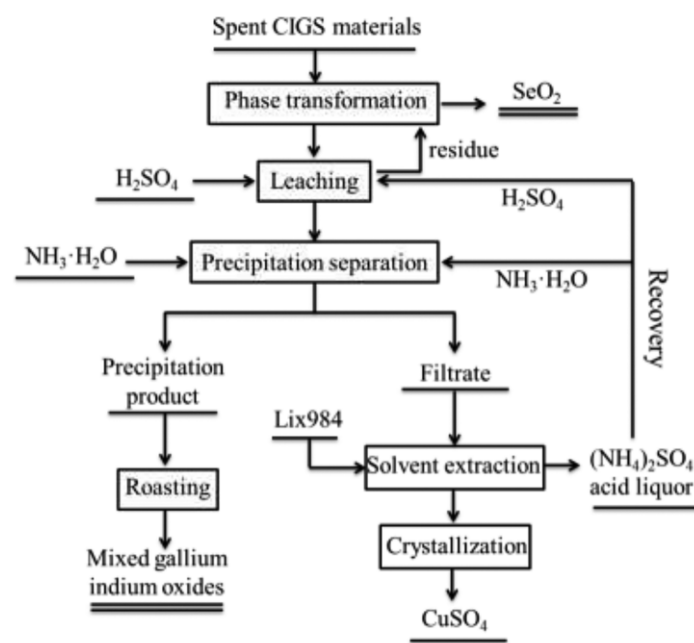 Spent CIGS materials
Phase transformation
SeO₂
residue
H₂SO₄
Leaching
H₂SO₄
NH₃·H₂O
Precipitation separation
NH₃·H₂O
Recovery
Precipitation
product
Filtrate
Lix984
Roasting
Solvent extraction
(NH₄)₂SO₄
acid liquor
Mixed gallium
indium oxides
Crystallization
CuSO₄